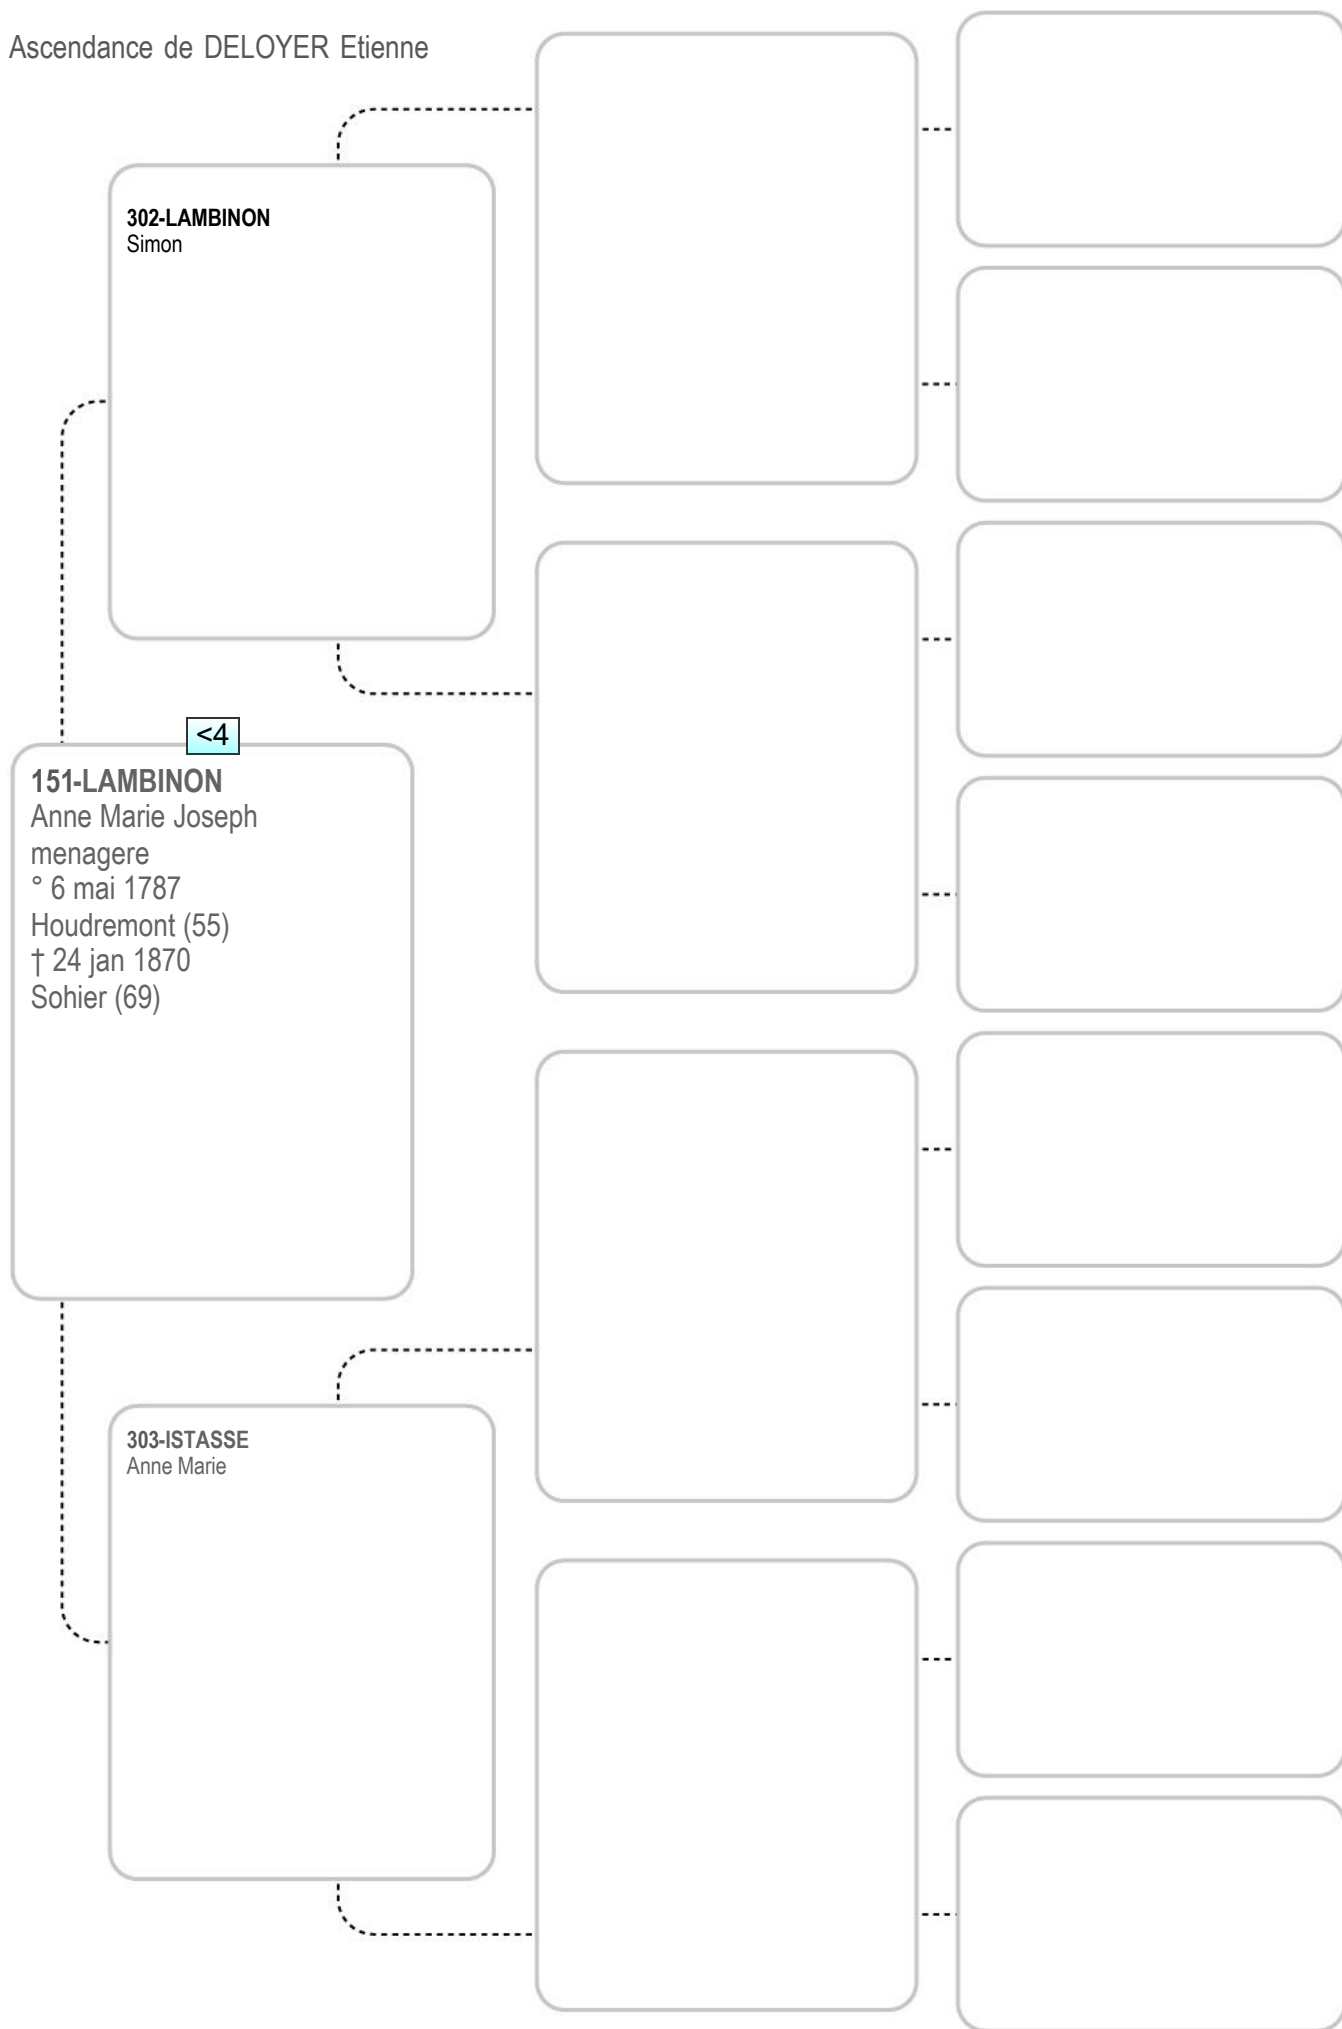 Ascendance de DELOYER Etienne
302-LAMBINON
Simon
<4
151-LAMBINON
Anne Marie Joseph
menagere
° 6 mai 1787
Houdremont (55)
† 24 jan 1870
Sohier (69)
303-ISTASSE
Anne Marie